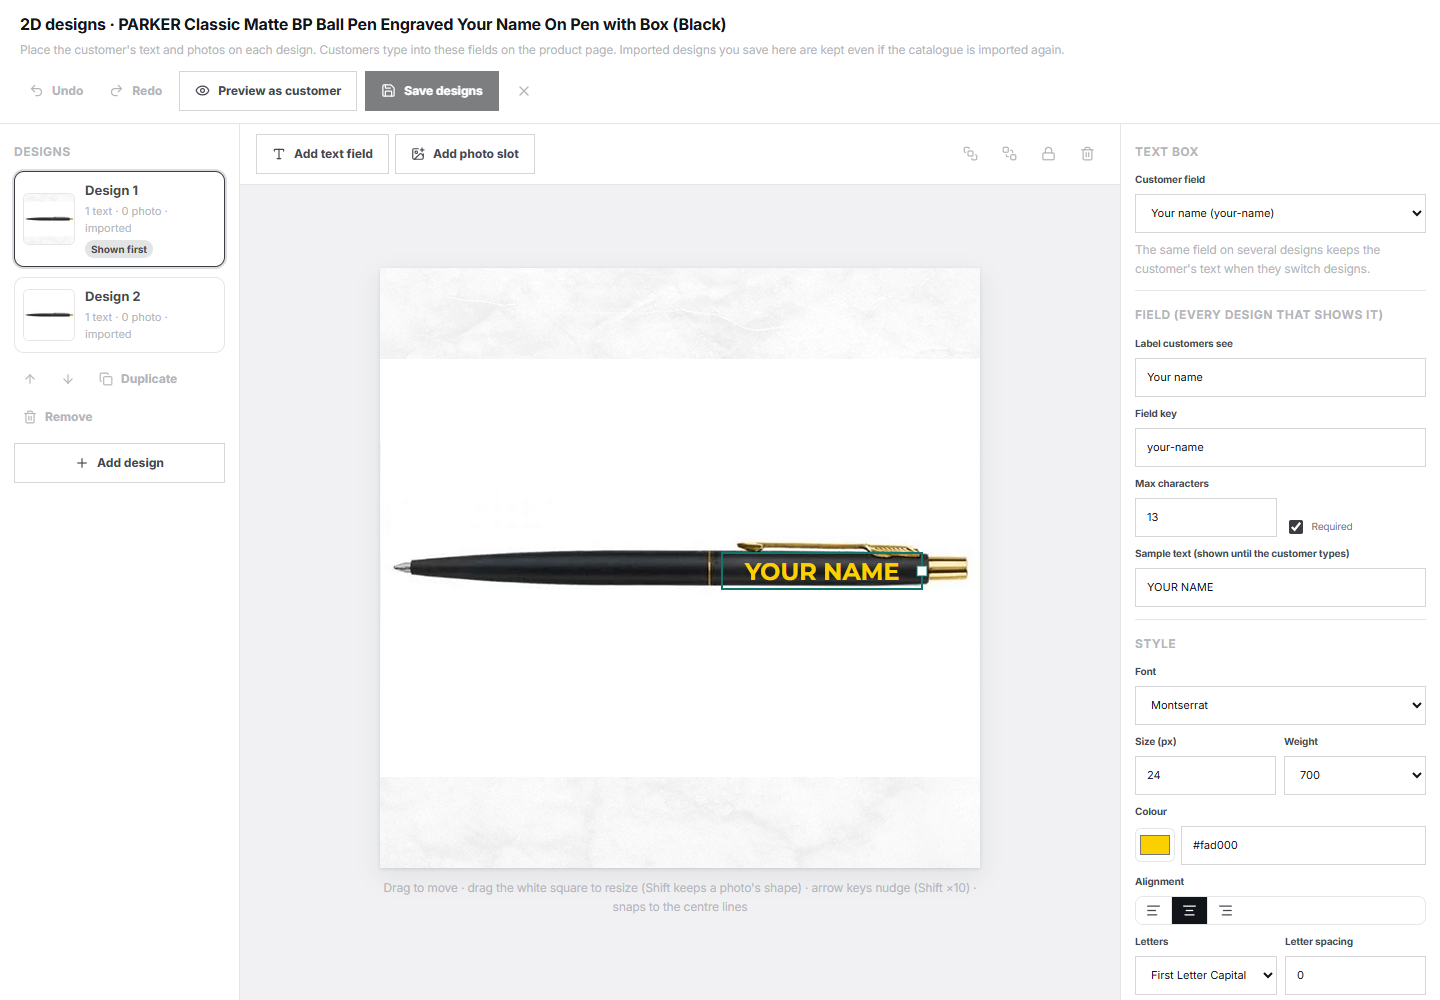 2D designs · PARKER Classic Matte BP Ball Pen Engraved Your Name On Pen with Box (Black)
Place the customer's text and photos on each design. Customers type into these fields on the product page. Imported designs you save here are kept even if the catalogue is imported again.
Undo
Redo
Preview as customer
Save designs
DESIGNS
Design 1
1 text · 0 photo ·
imported
Shown first
Design 2
1 text · 0 photo ·
imported
Duplicate
Remove
Add design
Add text field
Add photo slot
YOUR NAME
Drag to move · drag the white square to resize (Shift keeps a photo's shape) · arrow keys nudge (Shift ×10) ·
snaps to the centre lines
TEXT BOX
Customer field
Your name (your-name)
The same field on several designs keeps the
customer's text when they switch designs.
FIELD (EVERY DESIGN THAT SHOWS IT)
Label customers see
Your name
Field key
your-name
Max characters
13
Required
Sample text (shown until the customer types)
YOUR NAME
STYLE
Font
Montserrat
Size (px)
Weight
24
700
Colour
#fad000
Alignment
Letters
Letter spacing
First Letter Capital
0